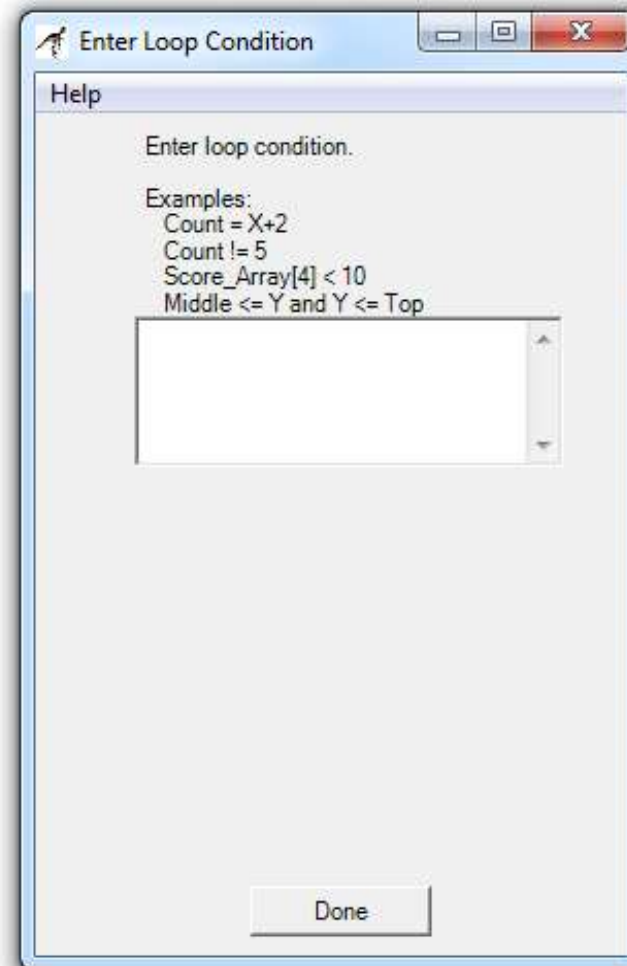 Enter Loop Condition
Help
Enter loop condition.
Examples:
Count = X+2
Count != 5
Score_Array[4] < 10
Middle <= Y and Y <= Top
Done